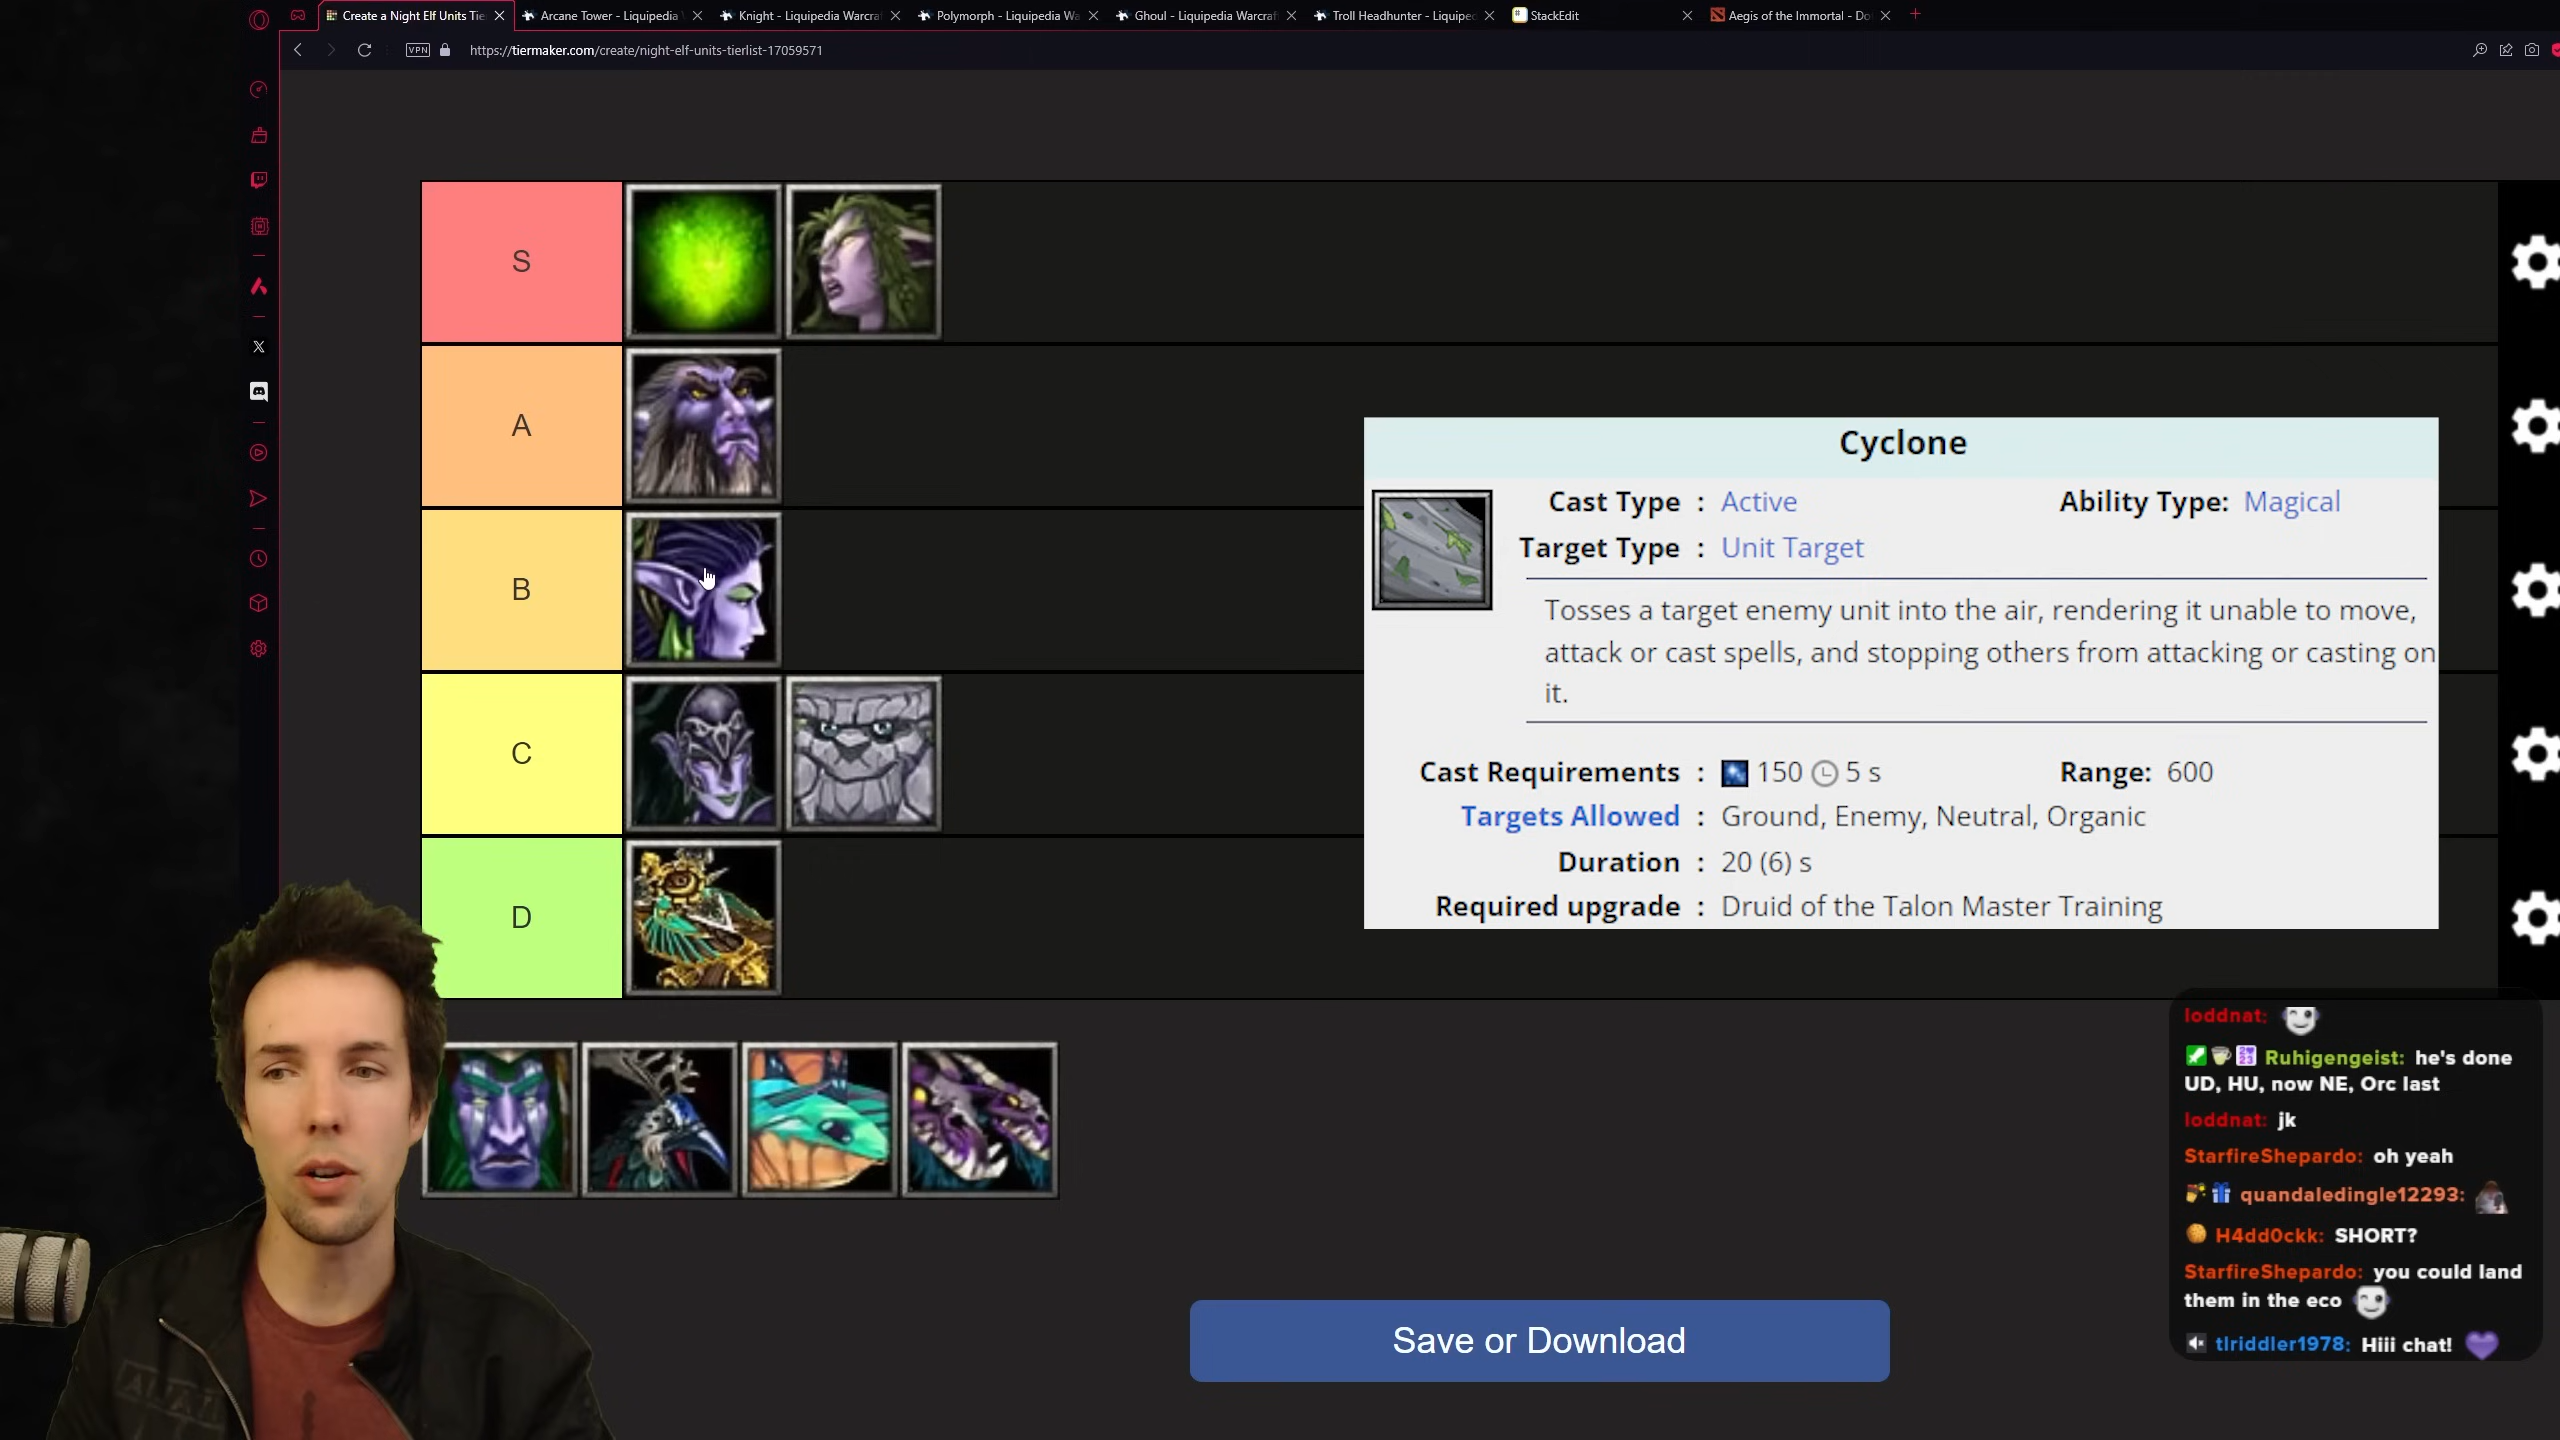 Create a Night Elf Units Tie
Arcane Tower - Liquipedia
Knight - Liquipedia Warcra
Polymorph - Liquipedia Wa
Ghoul - Liquipedia Warcraf
Troll Headhunter - Liquipe
StackEdit
Aegis of the Immortal - Do
VPN
https://tiermaker.com/create/night-elf-units-tierlist-17059571
S
A
B
C
D
Cyclone
Cast Type : Active
Ability Type: Magical
Target Type : Unit Target
Tosses a target enemy unit into the air, rendering it unable to move,
attack or cast spells, and stopping others from attacking or casting on
it.
Cast Requirements : 150 5 s
Range: 600
Targets Allowed : Ground, Enemy, Neutral, Organic
Duration : 20 (6) s
Required upgrade : Druid of the Talon Master Training
loddnat:
Ruhigengeist: he's done
UD, HU, now NE, Orc last
loddnat: jk
StarfireShepardo: oh yeah
quandaledingle12293:
H4dd0ckk: SHORT?
StarfireShepardo: you could land
them in the eco
tlriddler1978: Hiii chat!
Save or Download